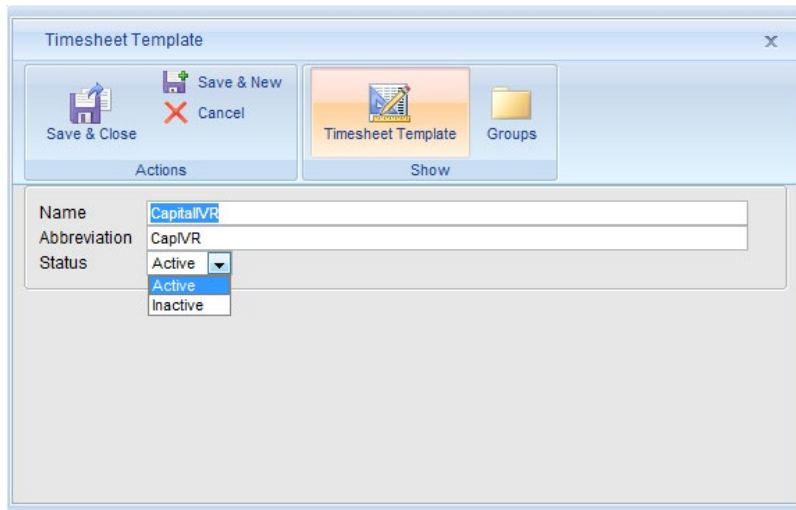 Timesheet Template
x
Save & Close
Save & New
Cancel
Actions
Timesheet Template
Groups
Show
Name CapitalIVR
Abbreviation CapIVR
Status Active
Active
Inactive